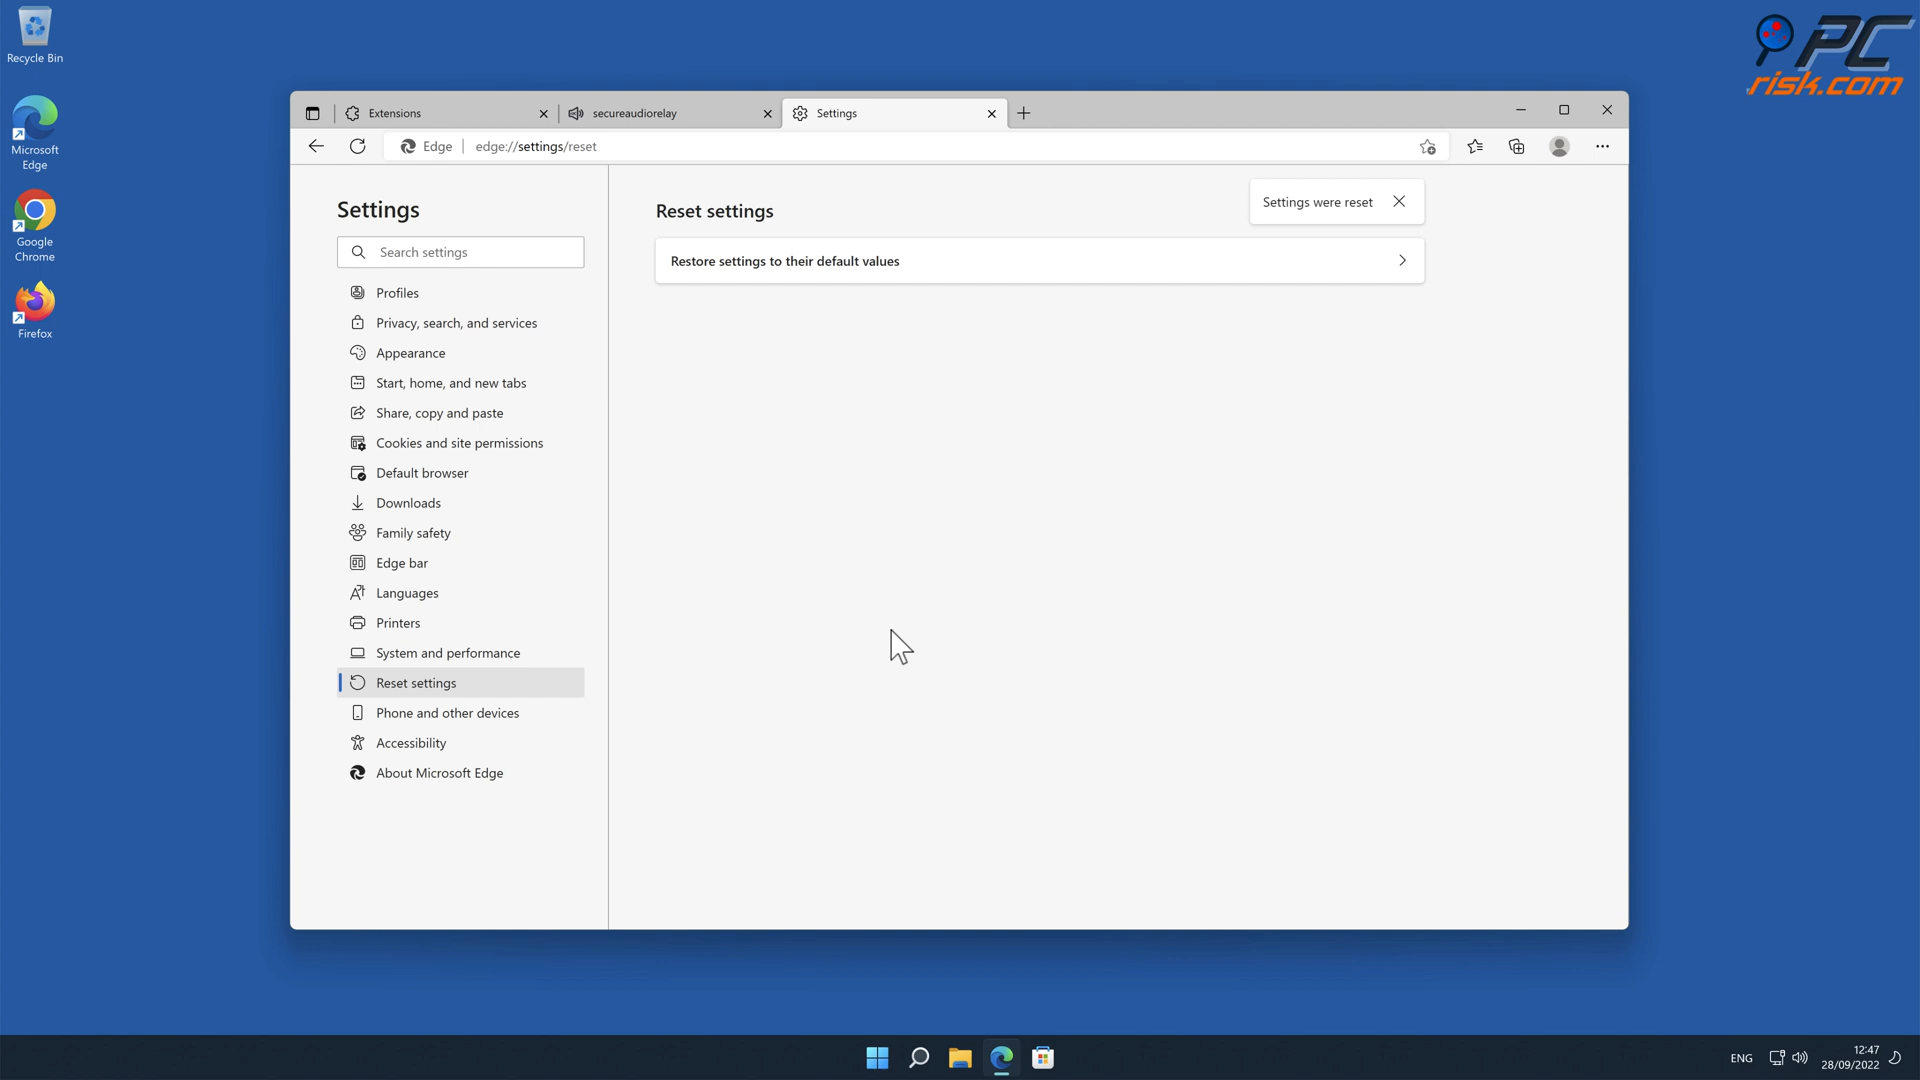 Recycle Bin
Microsoft
Edge
Google
Chrome
Firefox
PC
risk.com
Extensions
secureaudiorelay
Settings
Edge
edge://settings/reset
Settings
Search settings
Profiles
Privacy, search, and services
Appearance
Start, home, and new tabs
Share, copy and paste
Cookies and site permissions
Default browser
Downloads
Family safety
Edge bar
Languages
Printers
System and performance
Reset settings
Phone and other devices
Accessibility
About Microsoft Edge
Reset settings
Settings were reset
Restore settings to their default values
ENG
12:47
28/09/2022